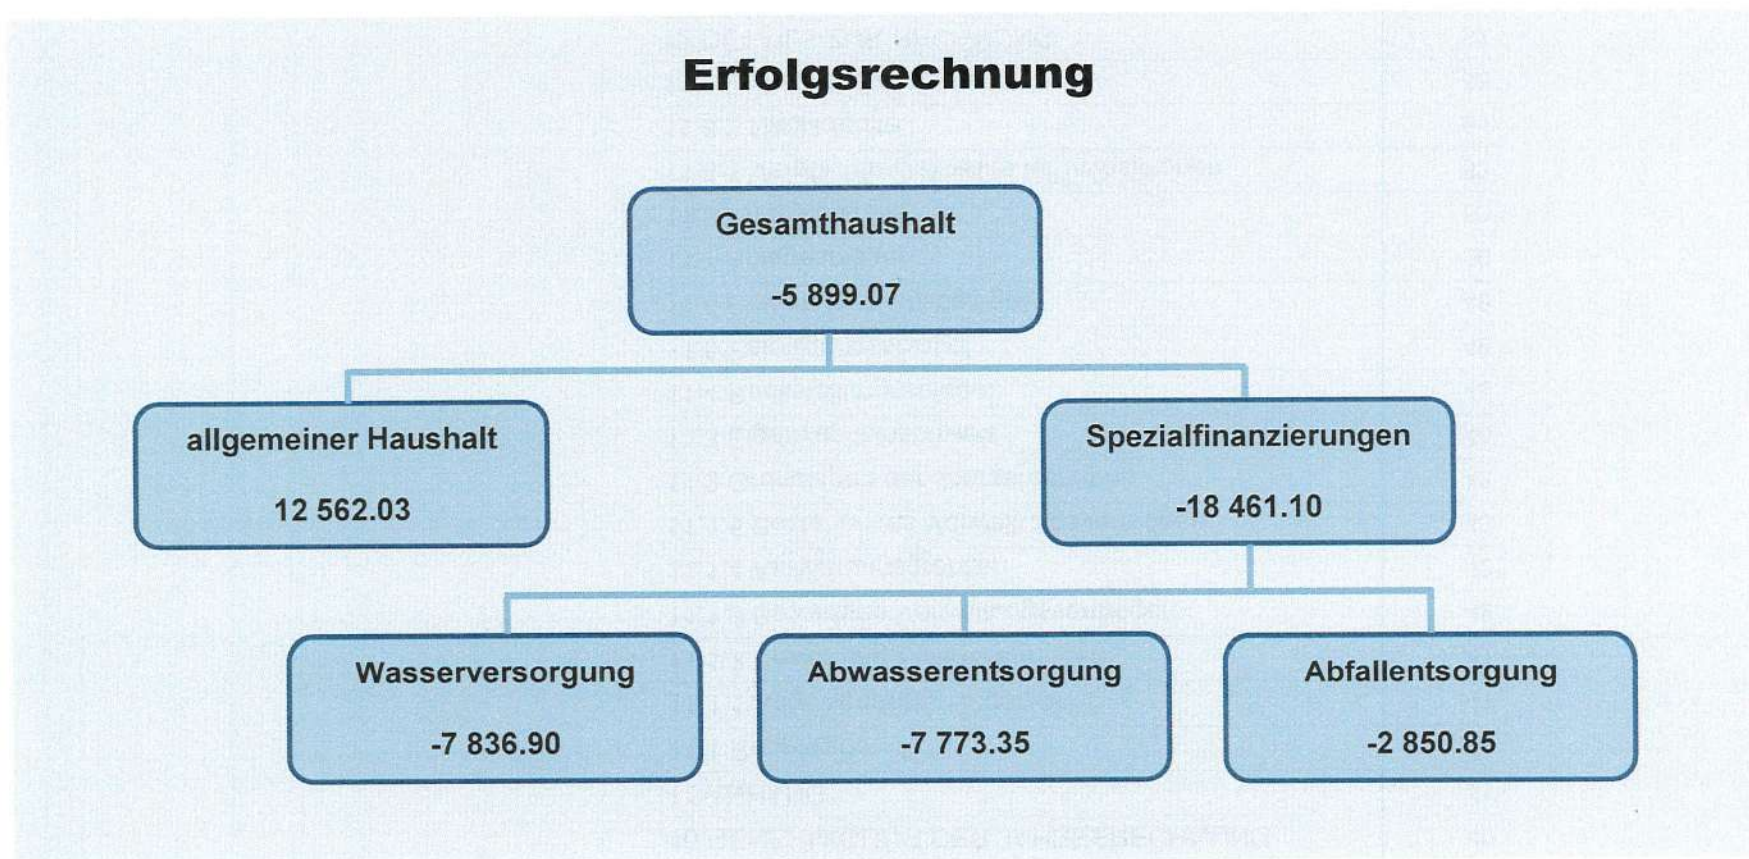 Erfolgsrechnung
Gesamthaushalt
-5 899.07
allgemeiner Haushalt
12 562.03
Spezialfinanzierungen
-18 461.10
Wasserversorgung
-7 836.90
Abwasserentsorgung
-7 773.35
Abfallentsorgung
-2 850.85